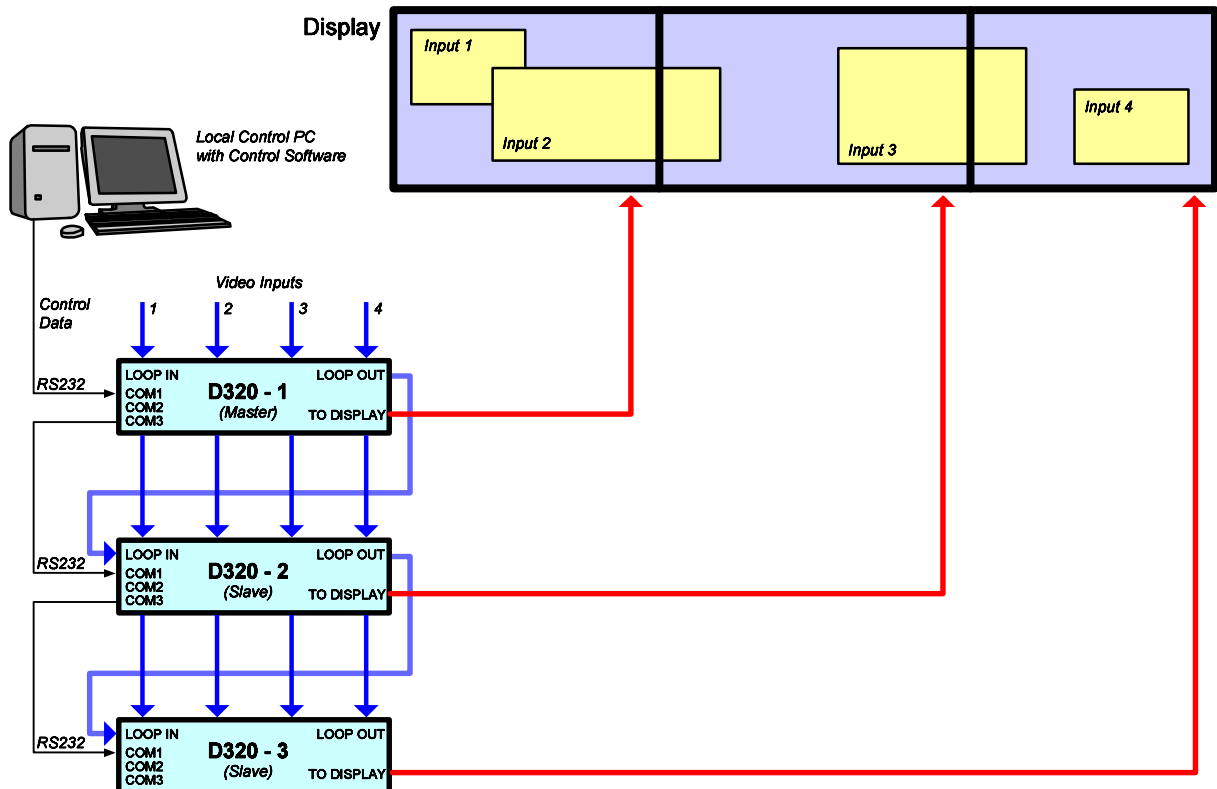 Display
Input 1
Input 2
Input 3
Input 4
Local Control PC
with Control Software
Video Inputs
1 2 3 4
Control
Data
RS232
LOOP IN
LOOP OUT
COM1
COM2
COM3
D320 - 1
(Master)
TO DISPLAY
RS232
LOOP IN
LOOP OUT
COM1
COM2
COM3
D320 - 2
(Slave)
TO DISPLAY
RS232
LOOP IN
LOOP OUT
COM1
COM2
COM3
D320 - 3
(Slave)
TO DISPLAY